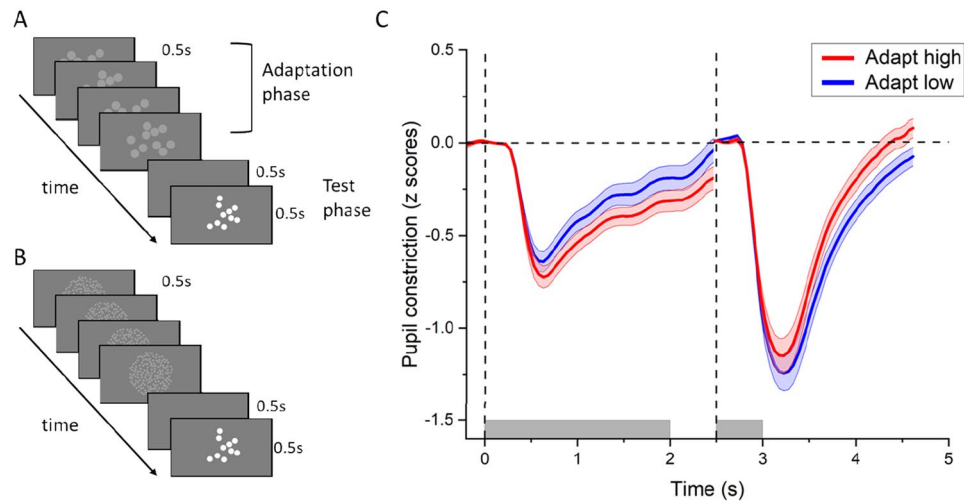 A
0.5s
Adaptation
phase
time
0.5s
Test
phase
0.5s
B
0.5s
time
0.5s
0.5s
C
Adapt high
Adapt low
Pupil constriction (z scores)
0.5
0.0
-0.5
-1.0
-1.5
0
1
2
3
4
5
Time (s)